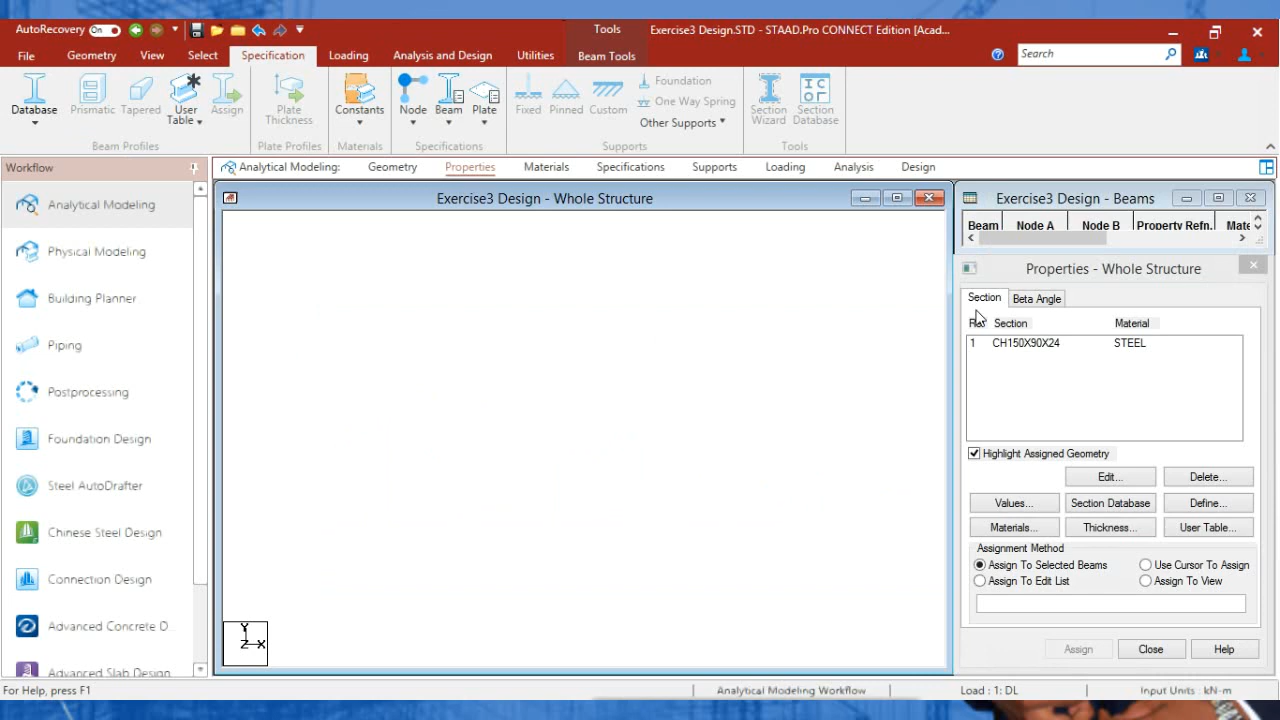 AutoRecovery On
Tools
Exercise3 Design.STD - STAAD.Pro CONNECT Edition [Acad...
File Geometry View Select Specification Loading Analysis and Design Utilities Beam Tools
Search
Database
Prismatic
Tapered
User
Table
Assign
Plate
Thickness
Constants
Node
Beam
Plate
Fixed
Pinned
Custom
Foundation
One Way Spring
Other Supports
Section
Wizard
Section
Database
Beam Profiles
Plate Profiles
Materials
Specifications
Supports
Tools
Workflow
Analytical Modeling: Geometry Properties Materials Specifications Supports Loading Analysis Design
Analytical Modeling
Physical Modeling
Building Planner
Piping
Postprocessing
Foundation Design
Steel AutoDrafter
Chinese Steel Design
Connection Design
Advanced Concrete D...
Advanced Slab Design
Exercise3 Design - Whole Structure
Y
Z X
Exercise3 Design - Beams
Beam Node A Node B Property Refn. Mate
Properties - Whole Structure
Section Beta Angle
Section Material
1 CH150X90X24 STEEL
Highlight Assigned Geometry
Edit... Delete...
Values... Section Database Define...
Materials... Thickness... User Table...
Assignment Method
Assign To Selected Beams Use Cursor To Assign
Assign To Edit List Assign To View
Assign Close Help
For Help, press F1
Analytical Modeling Workflow
Load : 1: DL
Input Units : kN-m